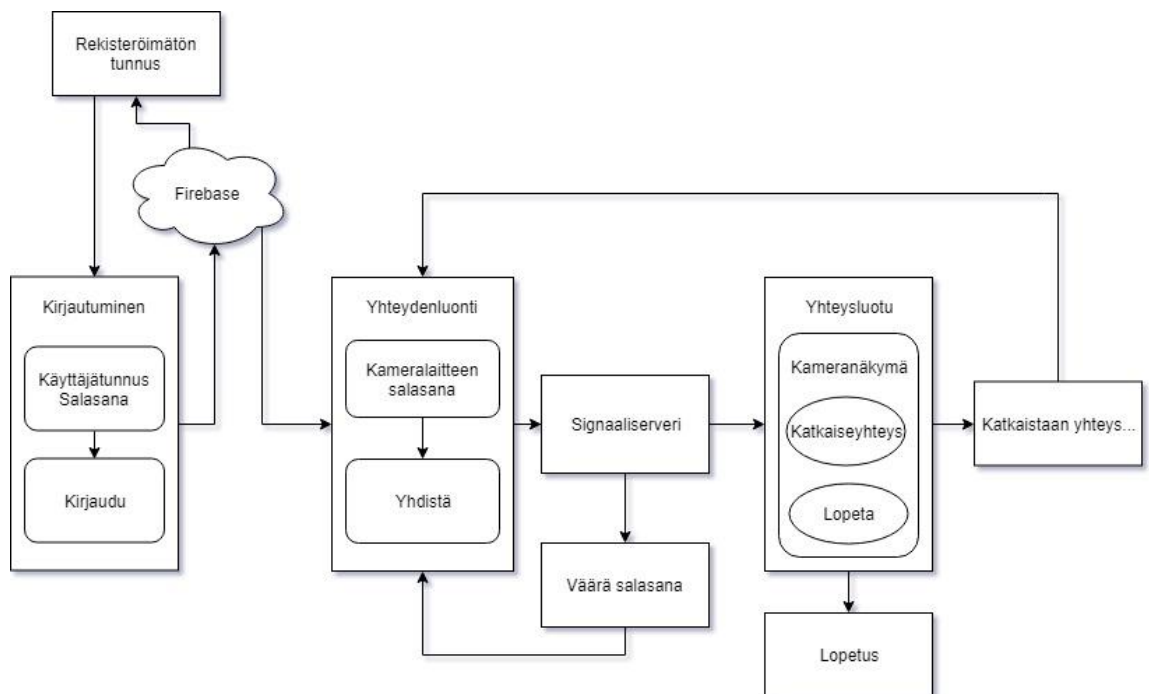 Rekisteröimätön
tunnus
Firebase
Kirjautuminen
Käyttäjätunnus
Salasana
Kirjaudu
Yhteydenluonti
Kameralaitteen
salasana
Yhdistä
Signaaliserveri
Väärä salasana
Yhteysluotu
Kameranäkymä
Katkaiseyhteys
Lopeta
Katkaistaan yhteys...
Lopetus